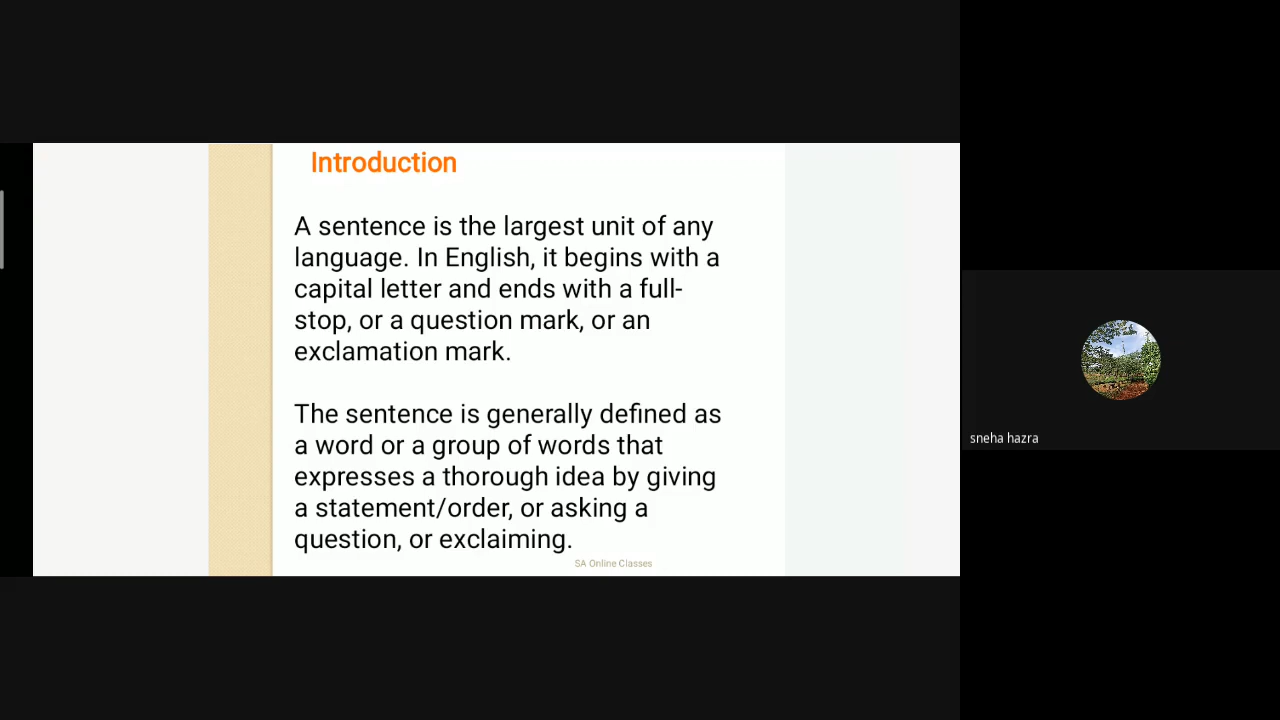 Introduction
A sentence is the largest unit of any
language. In English, it begins with a
capital letter and ends with a full-
stop, or a question mark, or an
exclamation mark.
The sentence is generally defined as
a word or a group of words that
expresses a thorough idea by giving
a statement/order, or asking a
question, or exclaiming.
SA Online Classes
sneha hazra